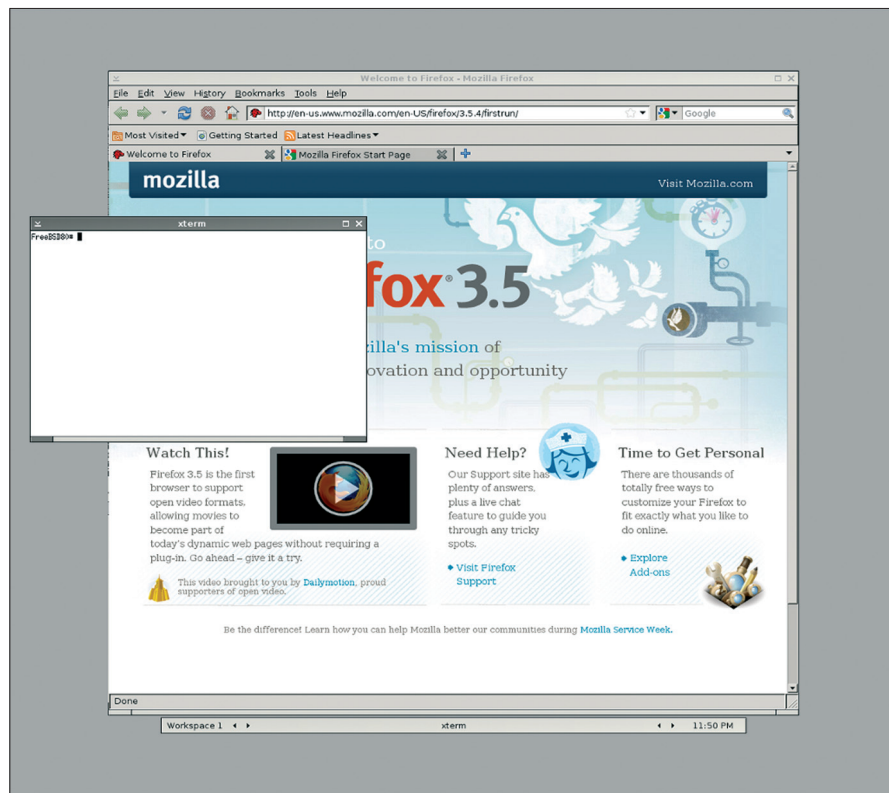 Welcome to Firefox - Mozilla Firefox
File Edit View History Bookmarks Tools Help
http://en-us.www.mozilla.com/en-US/firefox/3.5.4/firstrun/
Google
Most Visited Getting Started Latest Headlines
Welcome to Firefox Mozilla Firefox Start Page
mozilla
Visit Mozilla.com
xterm
FreeBSD80#
to
fox 3.5
zilla's mission of
ovation and opportunity
Watch This!
Firefox 3.5 is the first
browser to support
open video formats,
allowing movies to
become part of
today's dynamic web pages without requiring a
plug-in. Go ahead – give it a try.
This video brought to you by Dailymotion, proud
supporters of open video.
Need Help?
Our Support site has
plenty of answers,
plus a live chat
feature to guide you
through any tricky
spots.
Visit Firefox
Support
Time to Get Personal
There are thousands of
totally free ways to
customize your Firefox to
fit exactly what you like to
do online.
Explore
Add-ons
Be the difference! Learn how you can help Mozilla better our communities during Mozilla Service Week.
Done
Workspace 1 xterm 11:50 PM